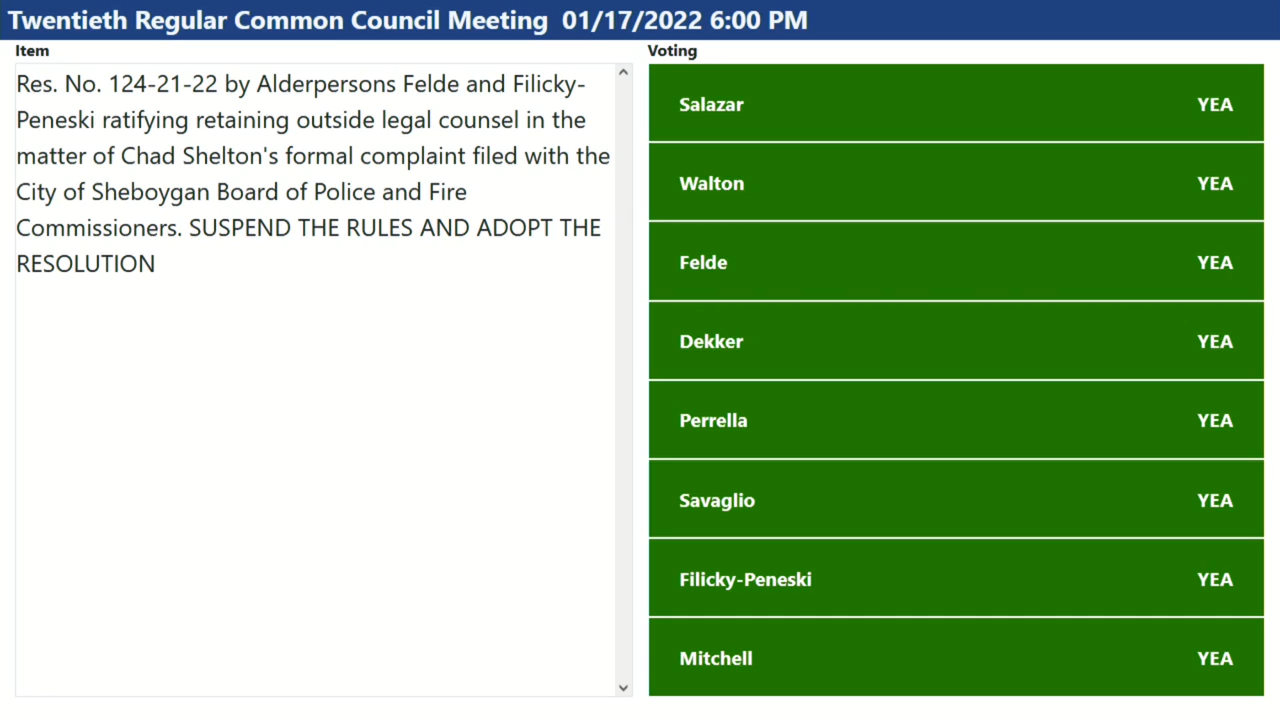 Twentieth Regular Common Council Meeting 01/17/2022 6:00 PM
Item
Res. No. 124-21-22 by Alderpersons Felde and Filicky-
Peneski ratifying retaining outside legal counsel in the
matter of Chad Shelton's formal complaint filed with the
City of Sheboygan Board of Police and Fire
Commissioners. SUSPEND THE RULES AND ADOPT THE
RESOLUTION
Voting
Salazar YEA
Walton YEA
Felde YEA
Dekker YEA
Perrella YEA
Savaglio YEA
Filicky-Peneski YEA
Mitchell YEA